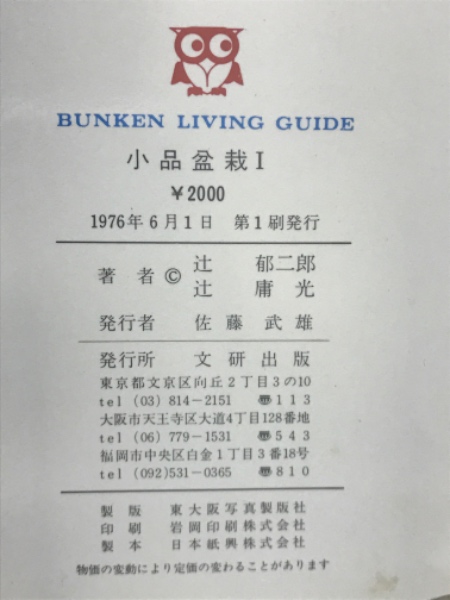 BUNKEN LIVING GUIDE
小品盆栽I
¥2000
1976年6月1日 第1刷発行
著者© 辻 郁二郎
辻 庸光
発行者 佐藤武雄
発行所 文研出版
東京都文京区向丘2丁目3の10
tel (03) 814-2151 〠113
大阪市天王寺区大道4丁目128番地
tel (06) 779-1531 〠543
福岡市中央区白金1丁目3番18号
tel (092)531-0365 〠810
製版 東大阪写真製版社
印刷 岩岡印刷株式会社
製本 日本紙興株式会社
物価の変動により定価の変わることがあります